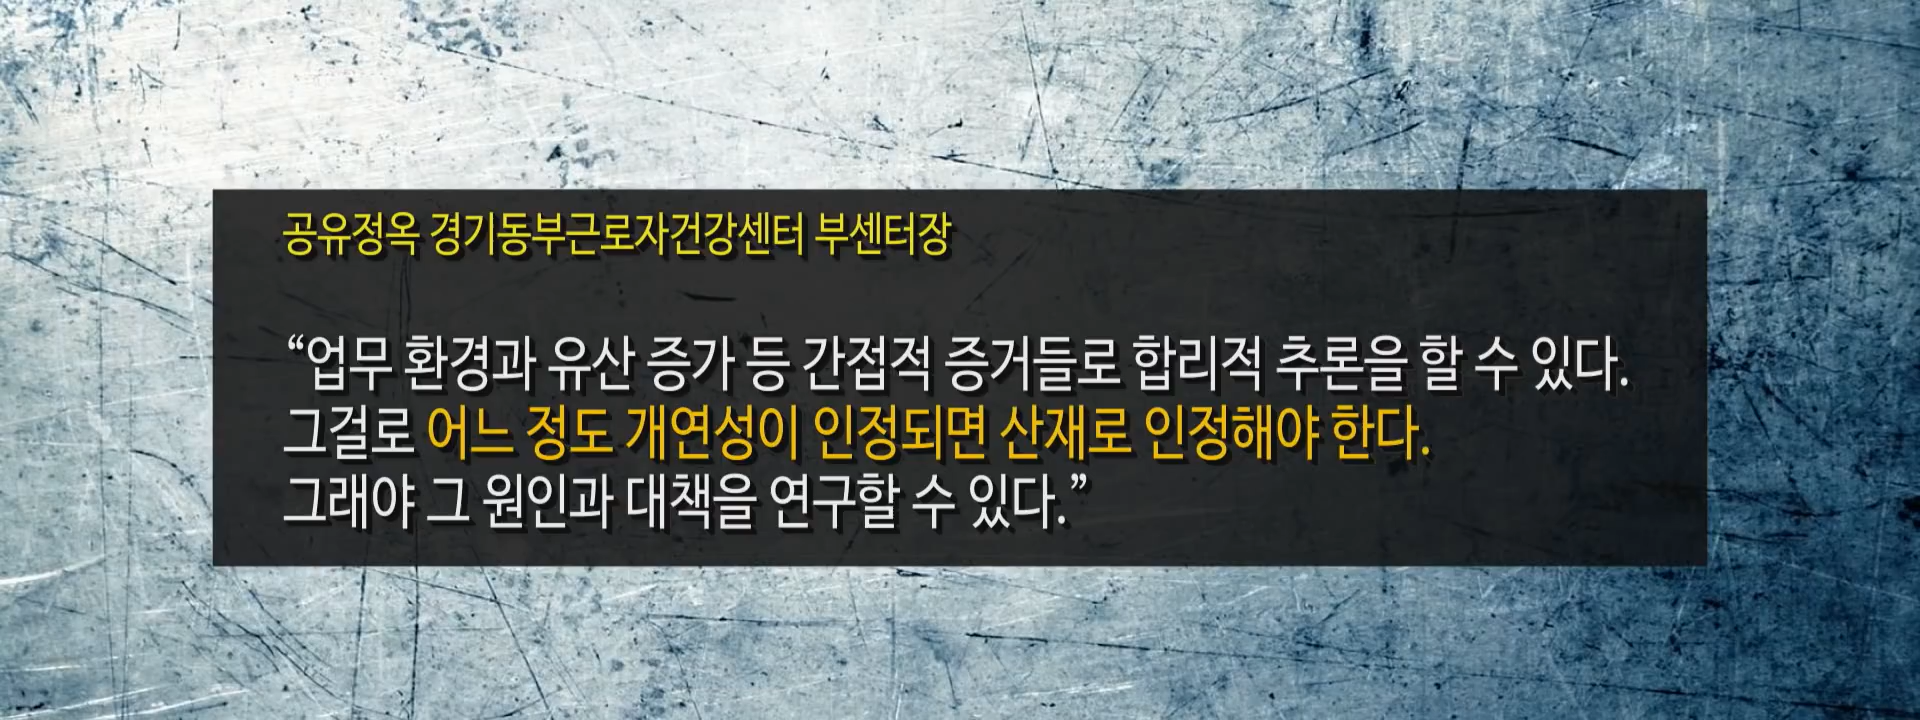 공유정옥 경기동부근로자건강센터 부센터장
“업무 환경과 유산 증가 등 간접적 증거들로 합리적 추론을 할 수 있다.
그걸로 어느 정도 개연성이 인정되면 산재로 인정해야 한다.
그래야 그 원인과 대책을 연구할 수 있다.”